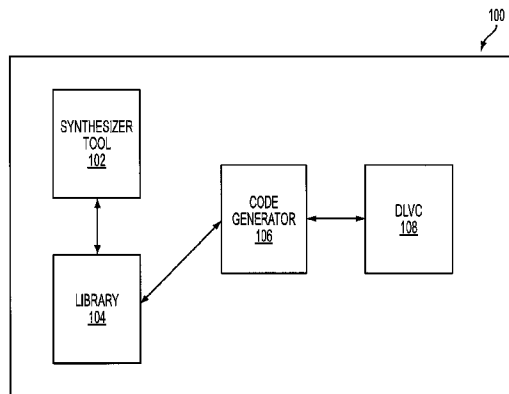 100
SYNTHESIZER
TOOL
102
CODE
GENERATOR
106
DLVC
108
LIBRARY
104